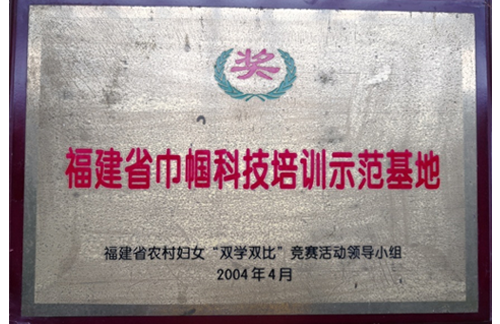 奖
福建省巾帼科技培训示范基地
福建省农村妇女“双学双比”竞赛活动领导小组
2004年4月